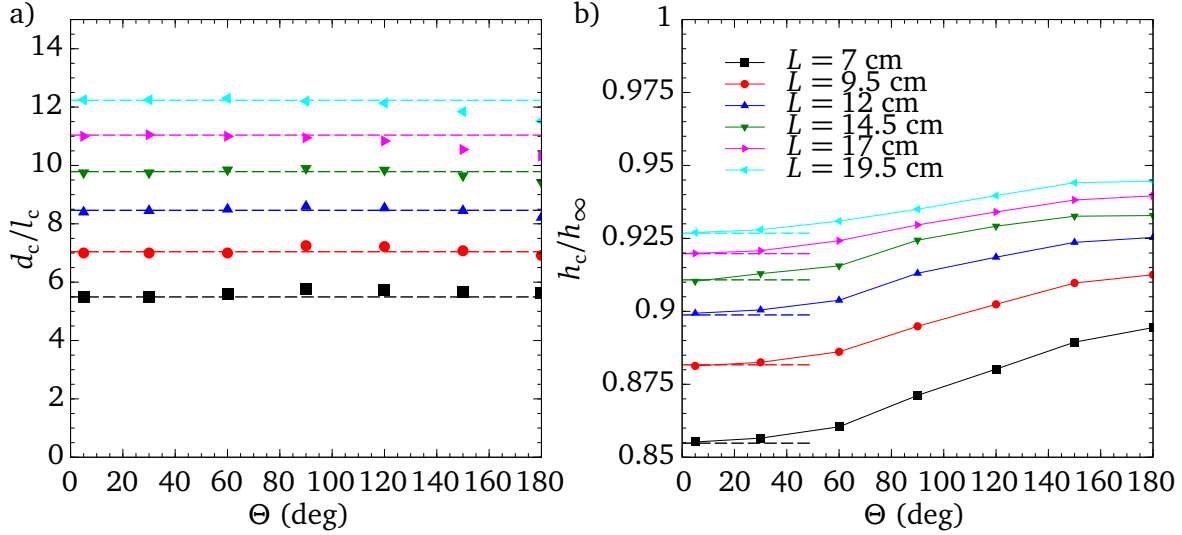 a)
14
12
10
8
6
4
2
0
d_c/l_c
0 20 40 60 80 100 120 140 160 180
Θ (deg)
b)
1
0.975
0.95
0.925
0.9
0.875
0.85
h_c/h_∞
L = 7 cm
L = 9.5 cm
L = 12 cm
L = 14.5 cm
L = 17 cm
L = 19.5 cm
0 20 40 60 80 100 120 140 160 180
Θ (deg)